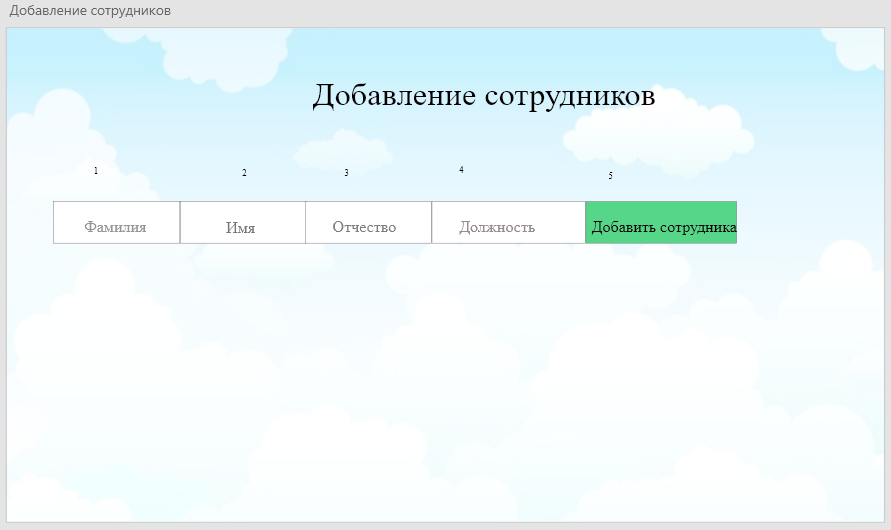 Добавление сотрудников
Добавление сотрудников
1 2 3 4 5
Фамилия Имя Отчество Должность Добавить сотрудника